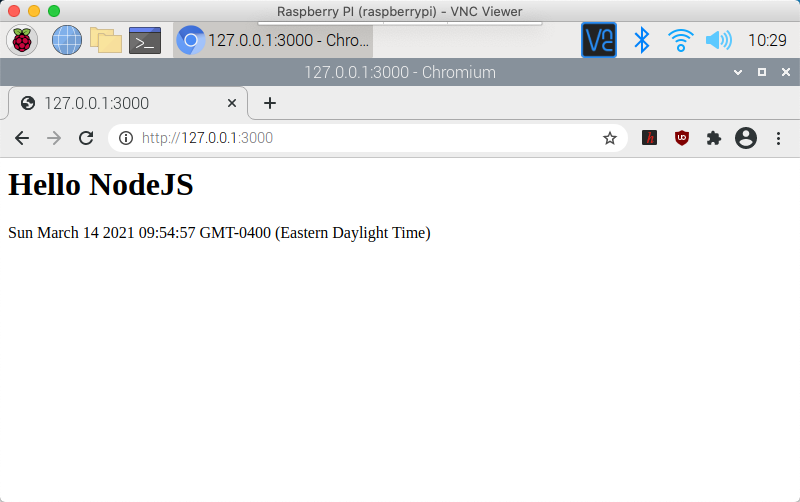 Raspberry PI (raspberrypi) - VNC Viewer
127.0.0.1:3000 - Chro...
10:29
127.0.0.1:3000 - Chromium
127.0.0.1:3000
http://127.0.0.1:3000
Hello NodeJS
Sun March 14 2021 09:54:57 GMT-0400 (Eastern Daylight Time)